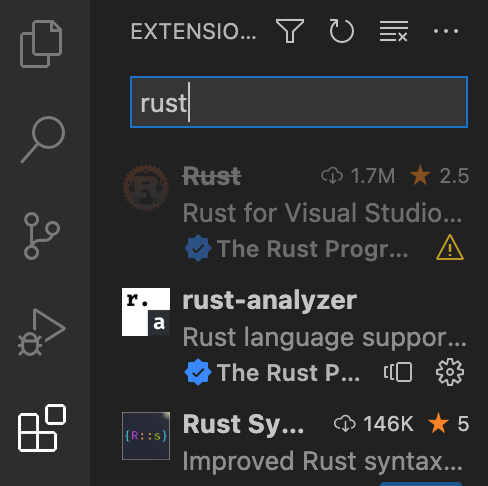 EXTENSIO...
rust
Rust 1.7M 2.5
Rust for Visual Studio...
The Rust Progr...
r.
a
rust-analyzer
Rust language suppor...
The Rust P...
{R::s}
Rust Sy... 146K 5
Improved Rust syntax...